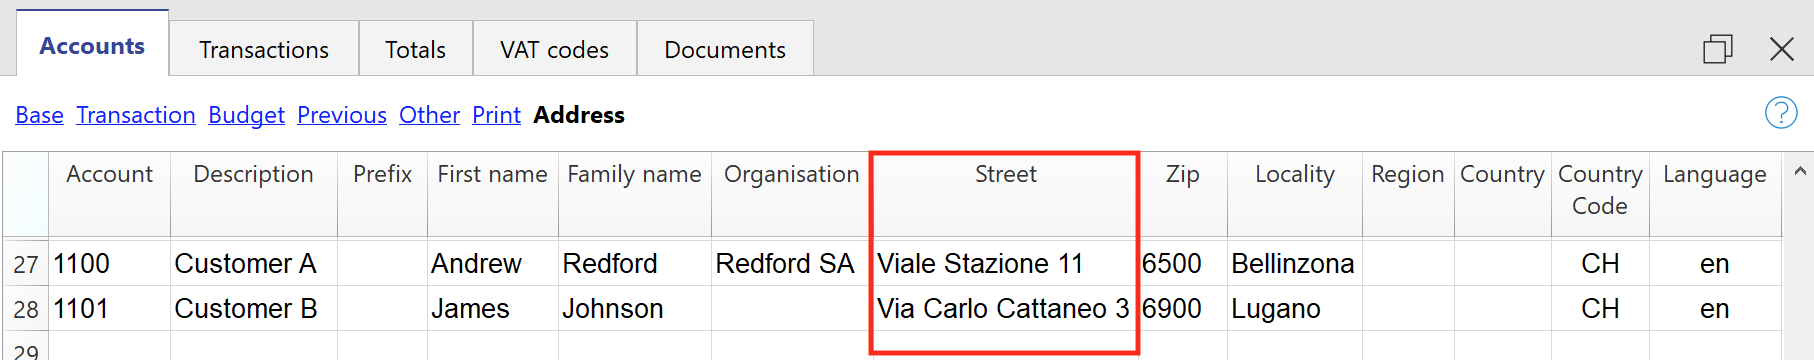 Accounts Transactions Totals VAT codes Documents
Base Transaction Budget Previous Other Print Address ?
Account Description Prefix First name Family name Organisation Street Zip Locality Region Country Country Code Language
27 1100 Customer A Andrew Redford Redford SA Viale Stazione 11 6500 Bellinzona CH en
28 1101 Customer B James Johnson Via Carlo Cattaneo 3 6900 Lugano CH en
29